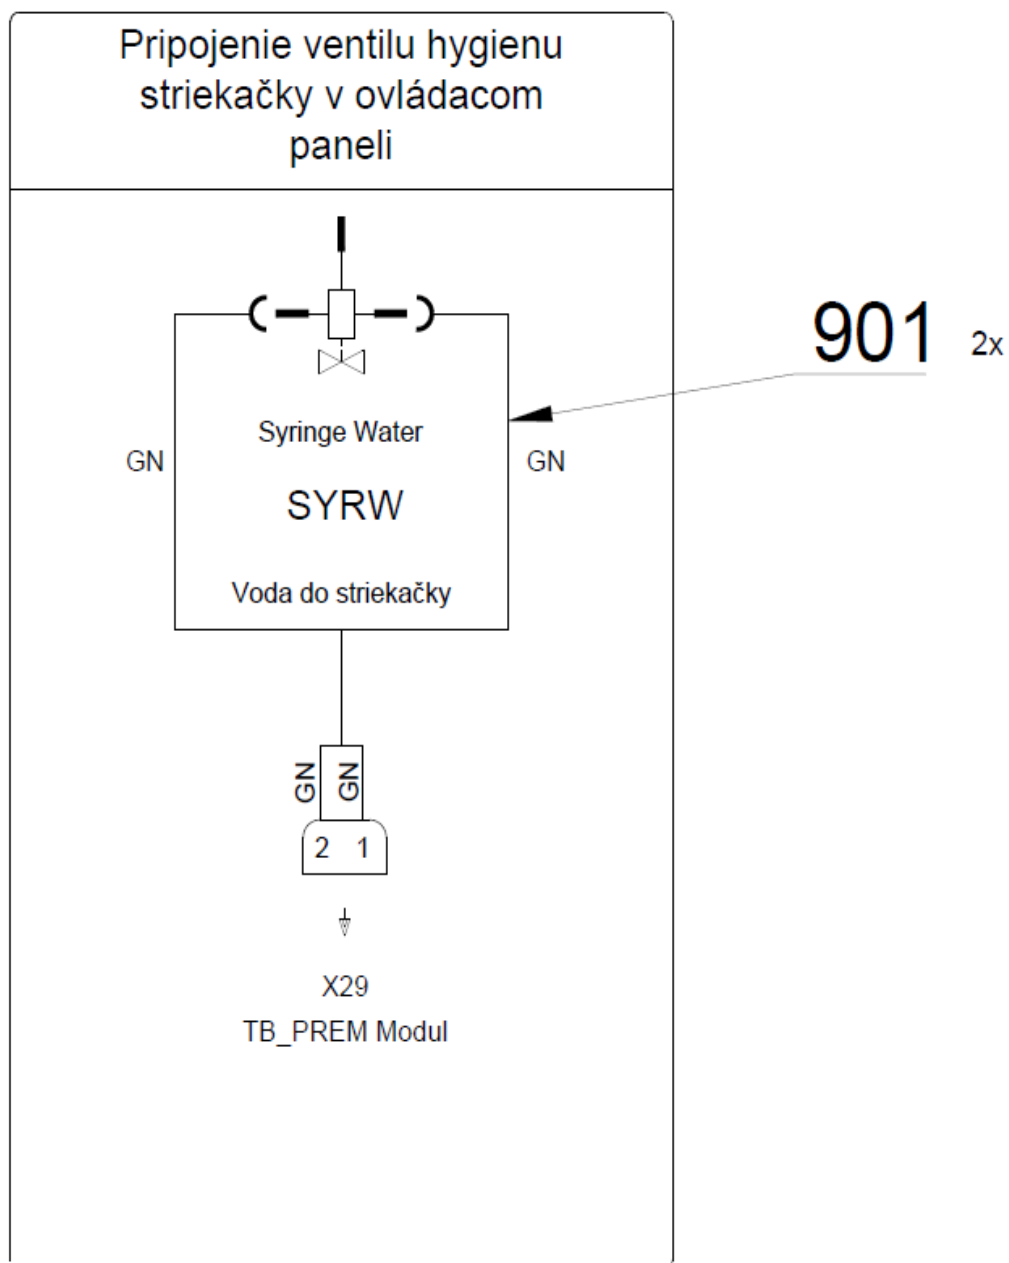 Pripojenie ventilu hygienu
striekačky v ovládacom
paneli
901 2x
Syringe Water
GN
GN
SYRW
Voda do striekačky
GN
GN
2 1
X29
TB_PREM Modul